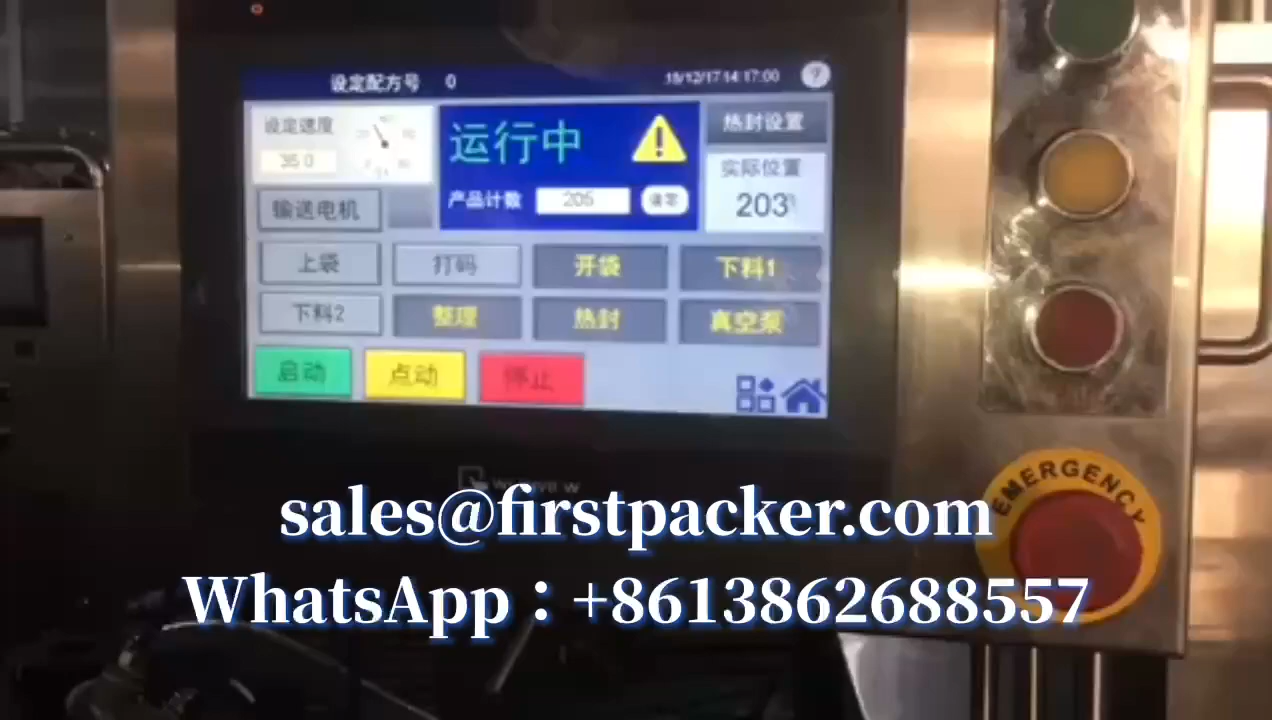 设定配方号 0 18/12/17 14:17:00 ?
设定速度
运行中
热封设置
35.0
实际位置
产品计数 205 清零
203
输送电机
上袋 打码 开袋 下料1
下料2 整理 热封 真空泵
启动 点动 停止
EMERGENCY
sales@firstpacker.com
WhatsApp：+8613862688557